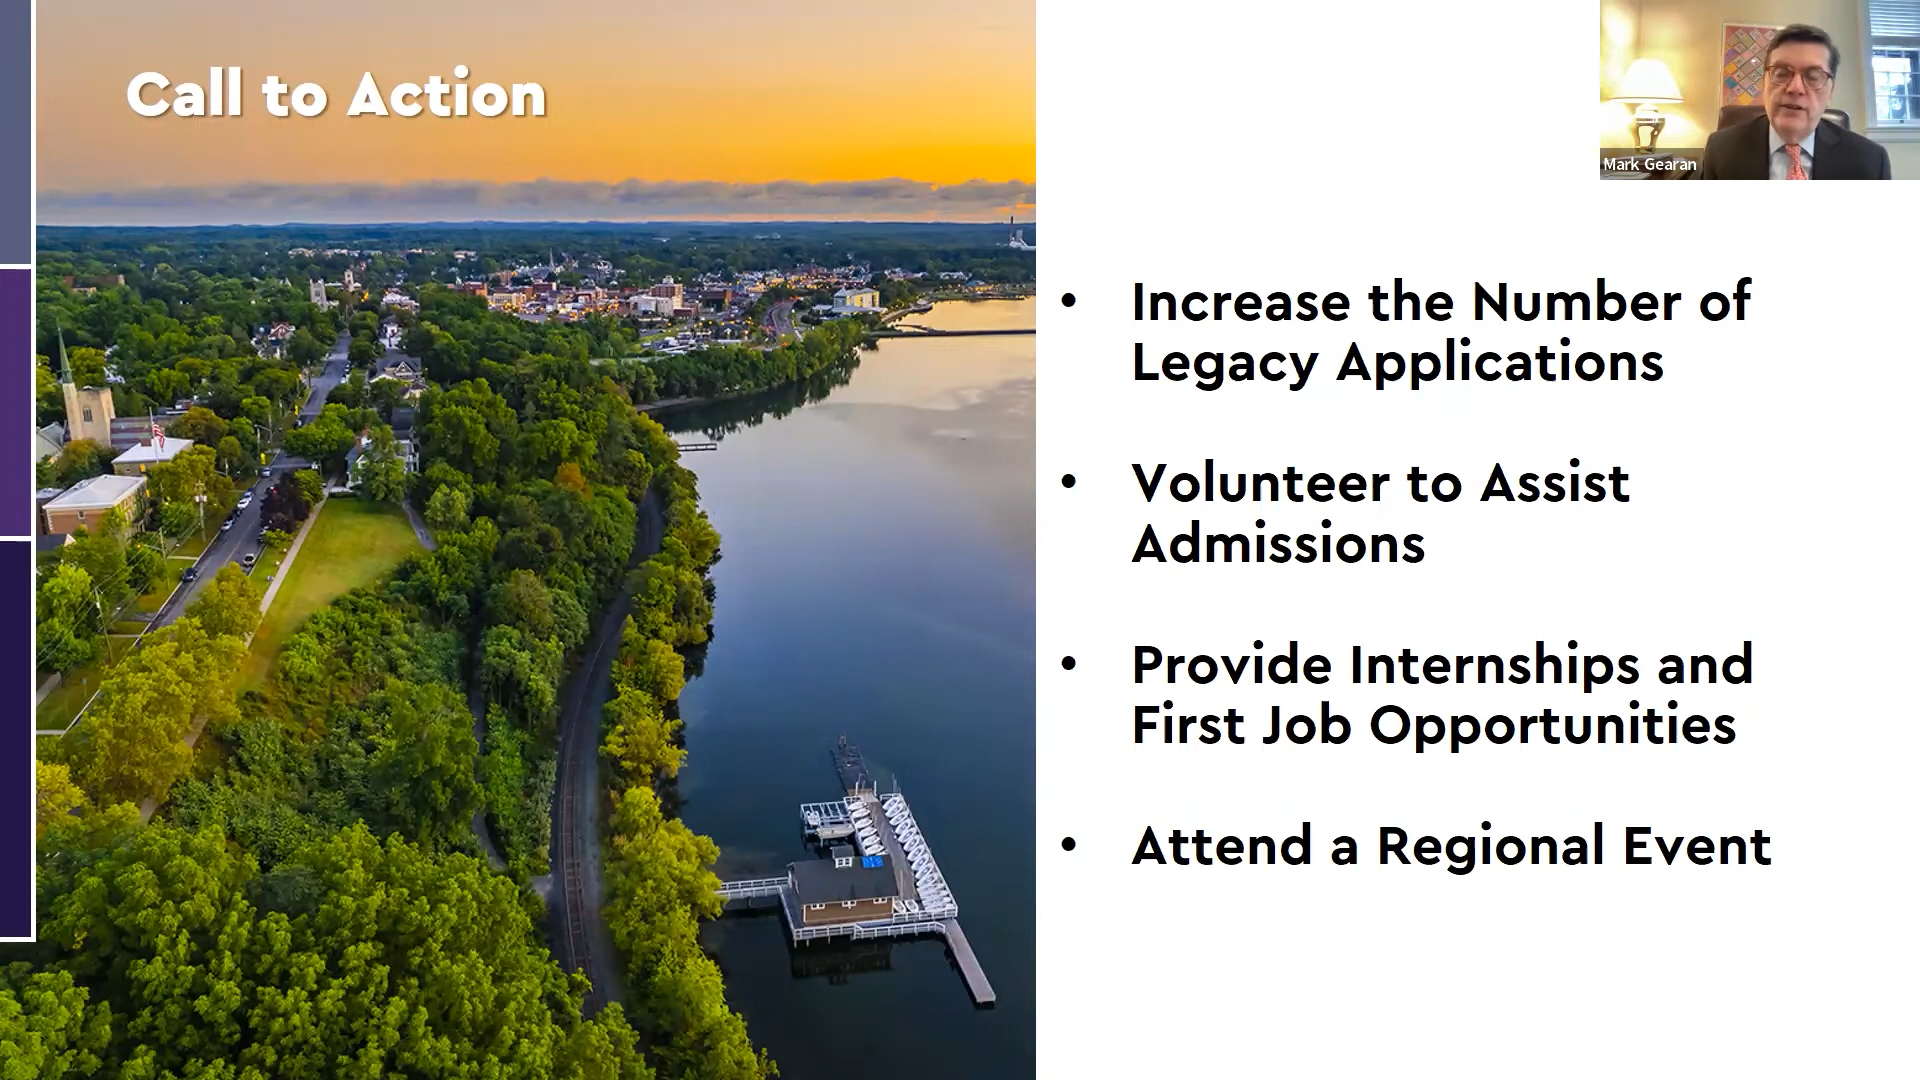 Call to Action
Mark Gearan
• Increase the Number of
Legacy Applications
• Volunteer to Assist
Admissions
• Provide Internships and
First Job Opportunities
• Attend a Regional Event